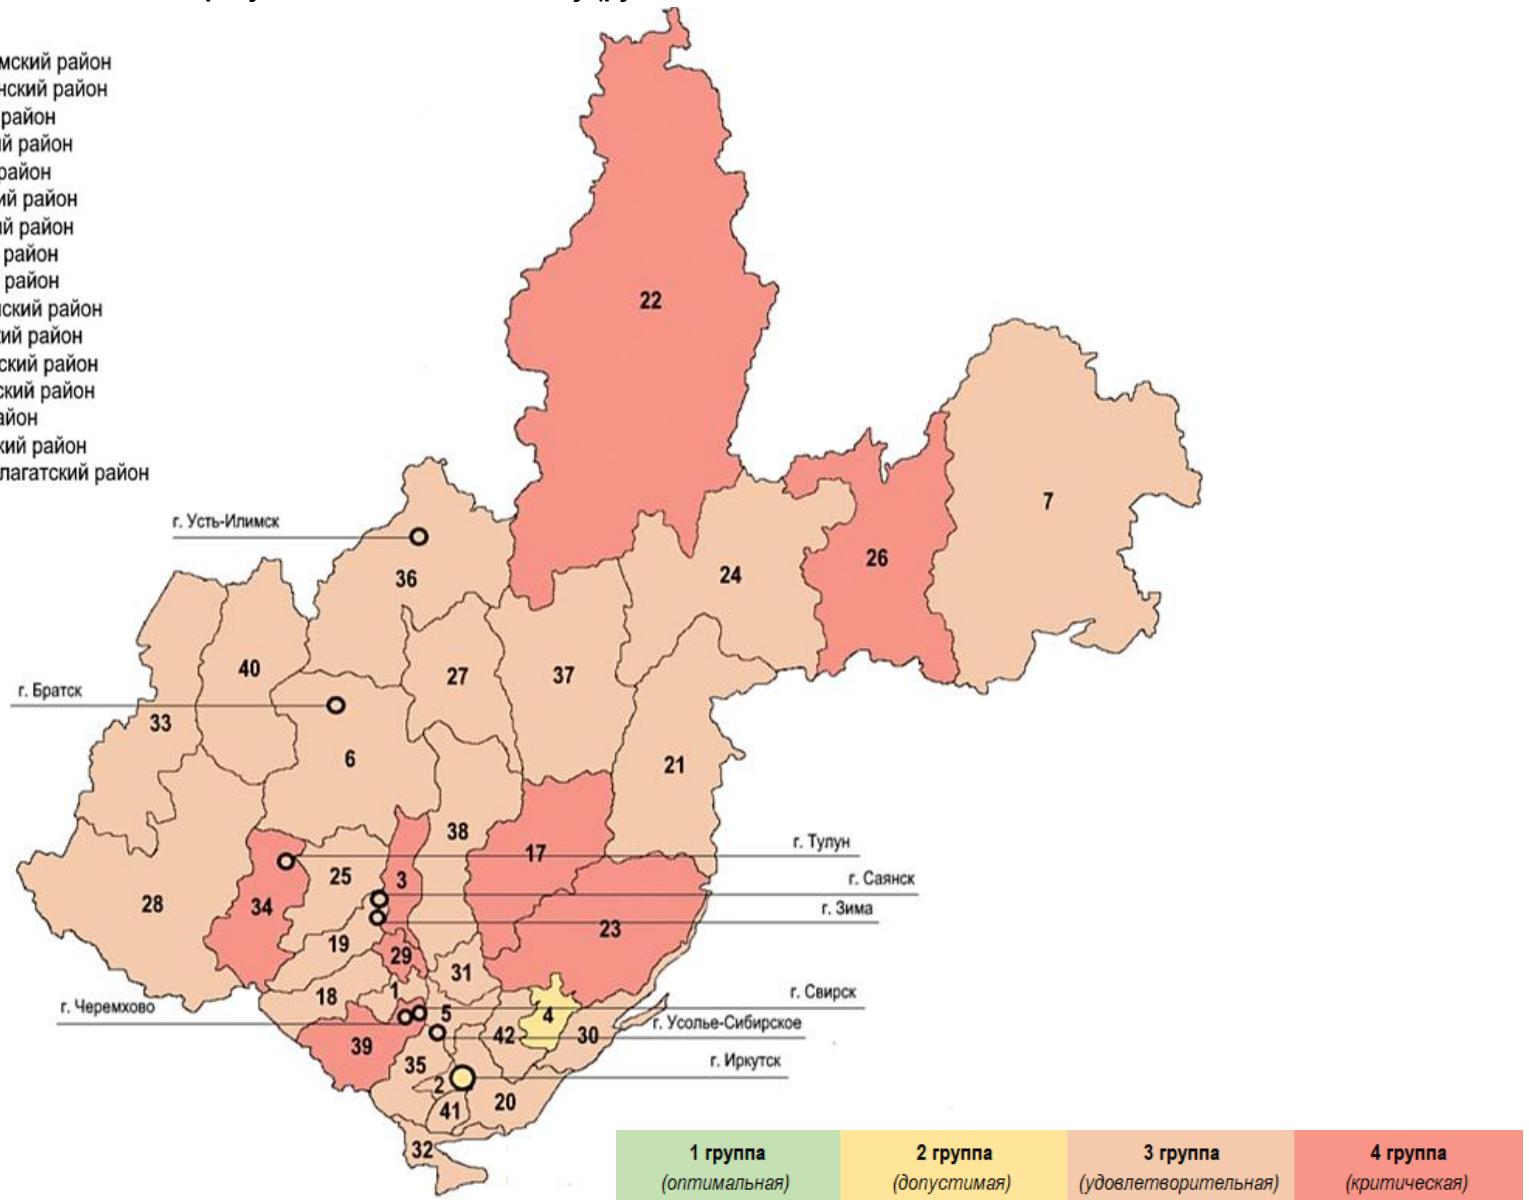 мский район
нский район
район
й район
район
ий район
ый район
район
район
ский район
кий район
ский район
ский район
айон
кий район
лагатский район
22
7
г. Усть-Илимск
36
24
26
40
27
37
г. Братск
33
6
21
38
г. Тулун
17
25
3
г. Саянск
28
34
г. Зима
23
19
29
31
18
1
г. Свирск
г. Черемхово
5
4
г. Усолье-Сибирское
42
30
39
35
г. Иркутск
2
20
41
32
1 группа
(оптимальная)
2 группа
(допустимая)
3 группа
(удовлетворительная)
4 группа
(критическая)